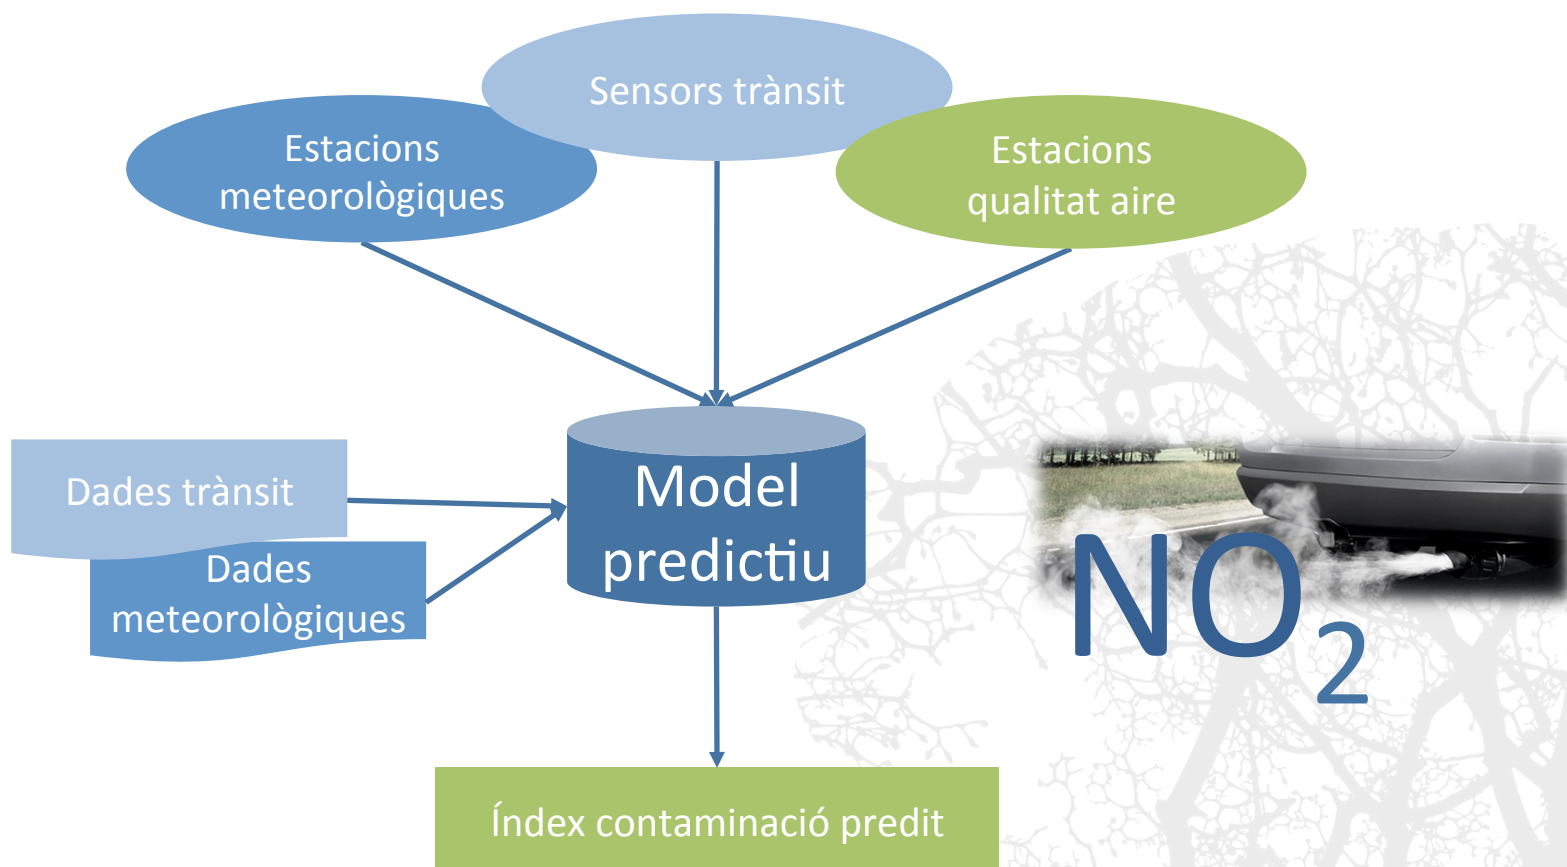 Sensors trànsit
Estacions
meteorològiques
Estacions
qualitat aire
Model
predictiu
Dades trànsit
Dades
meteorològiques
NO₂
Índex contaminació predit